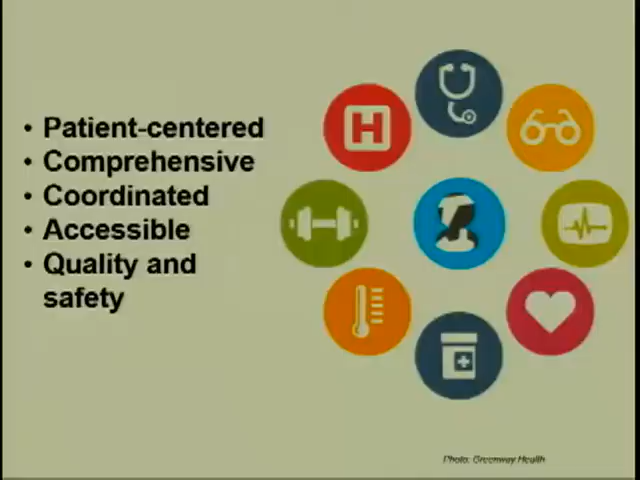 • Patient-centered
• Comprehensive
• Coordinated
• Accessible
• Quality and
safety
H
Photo: Greenway Health